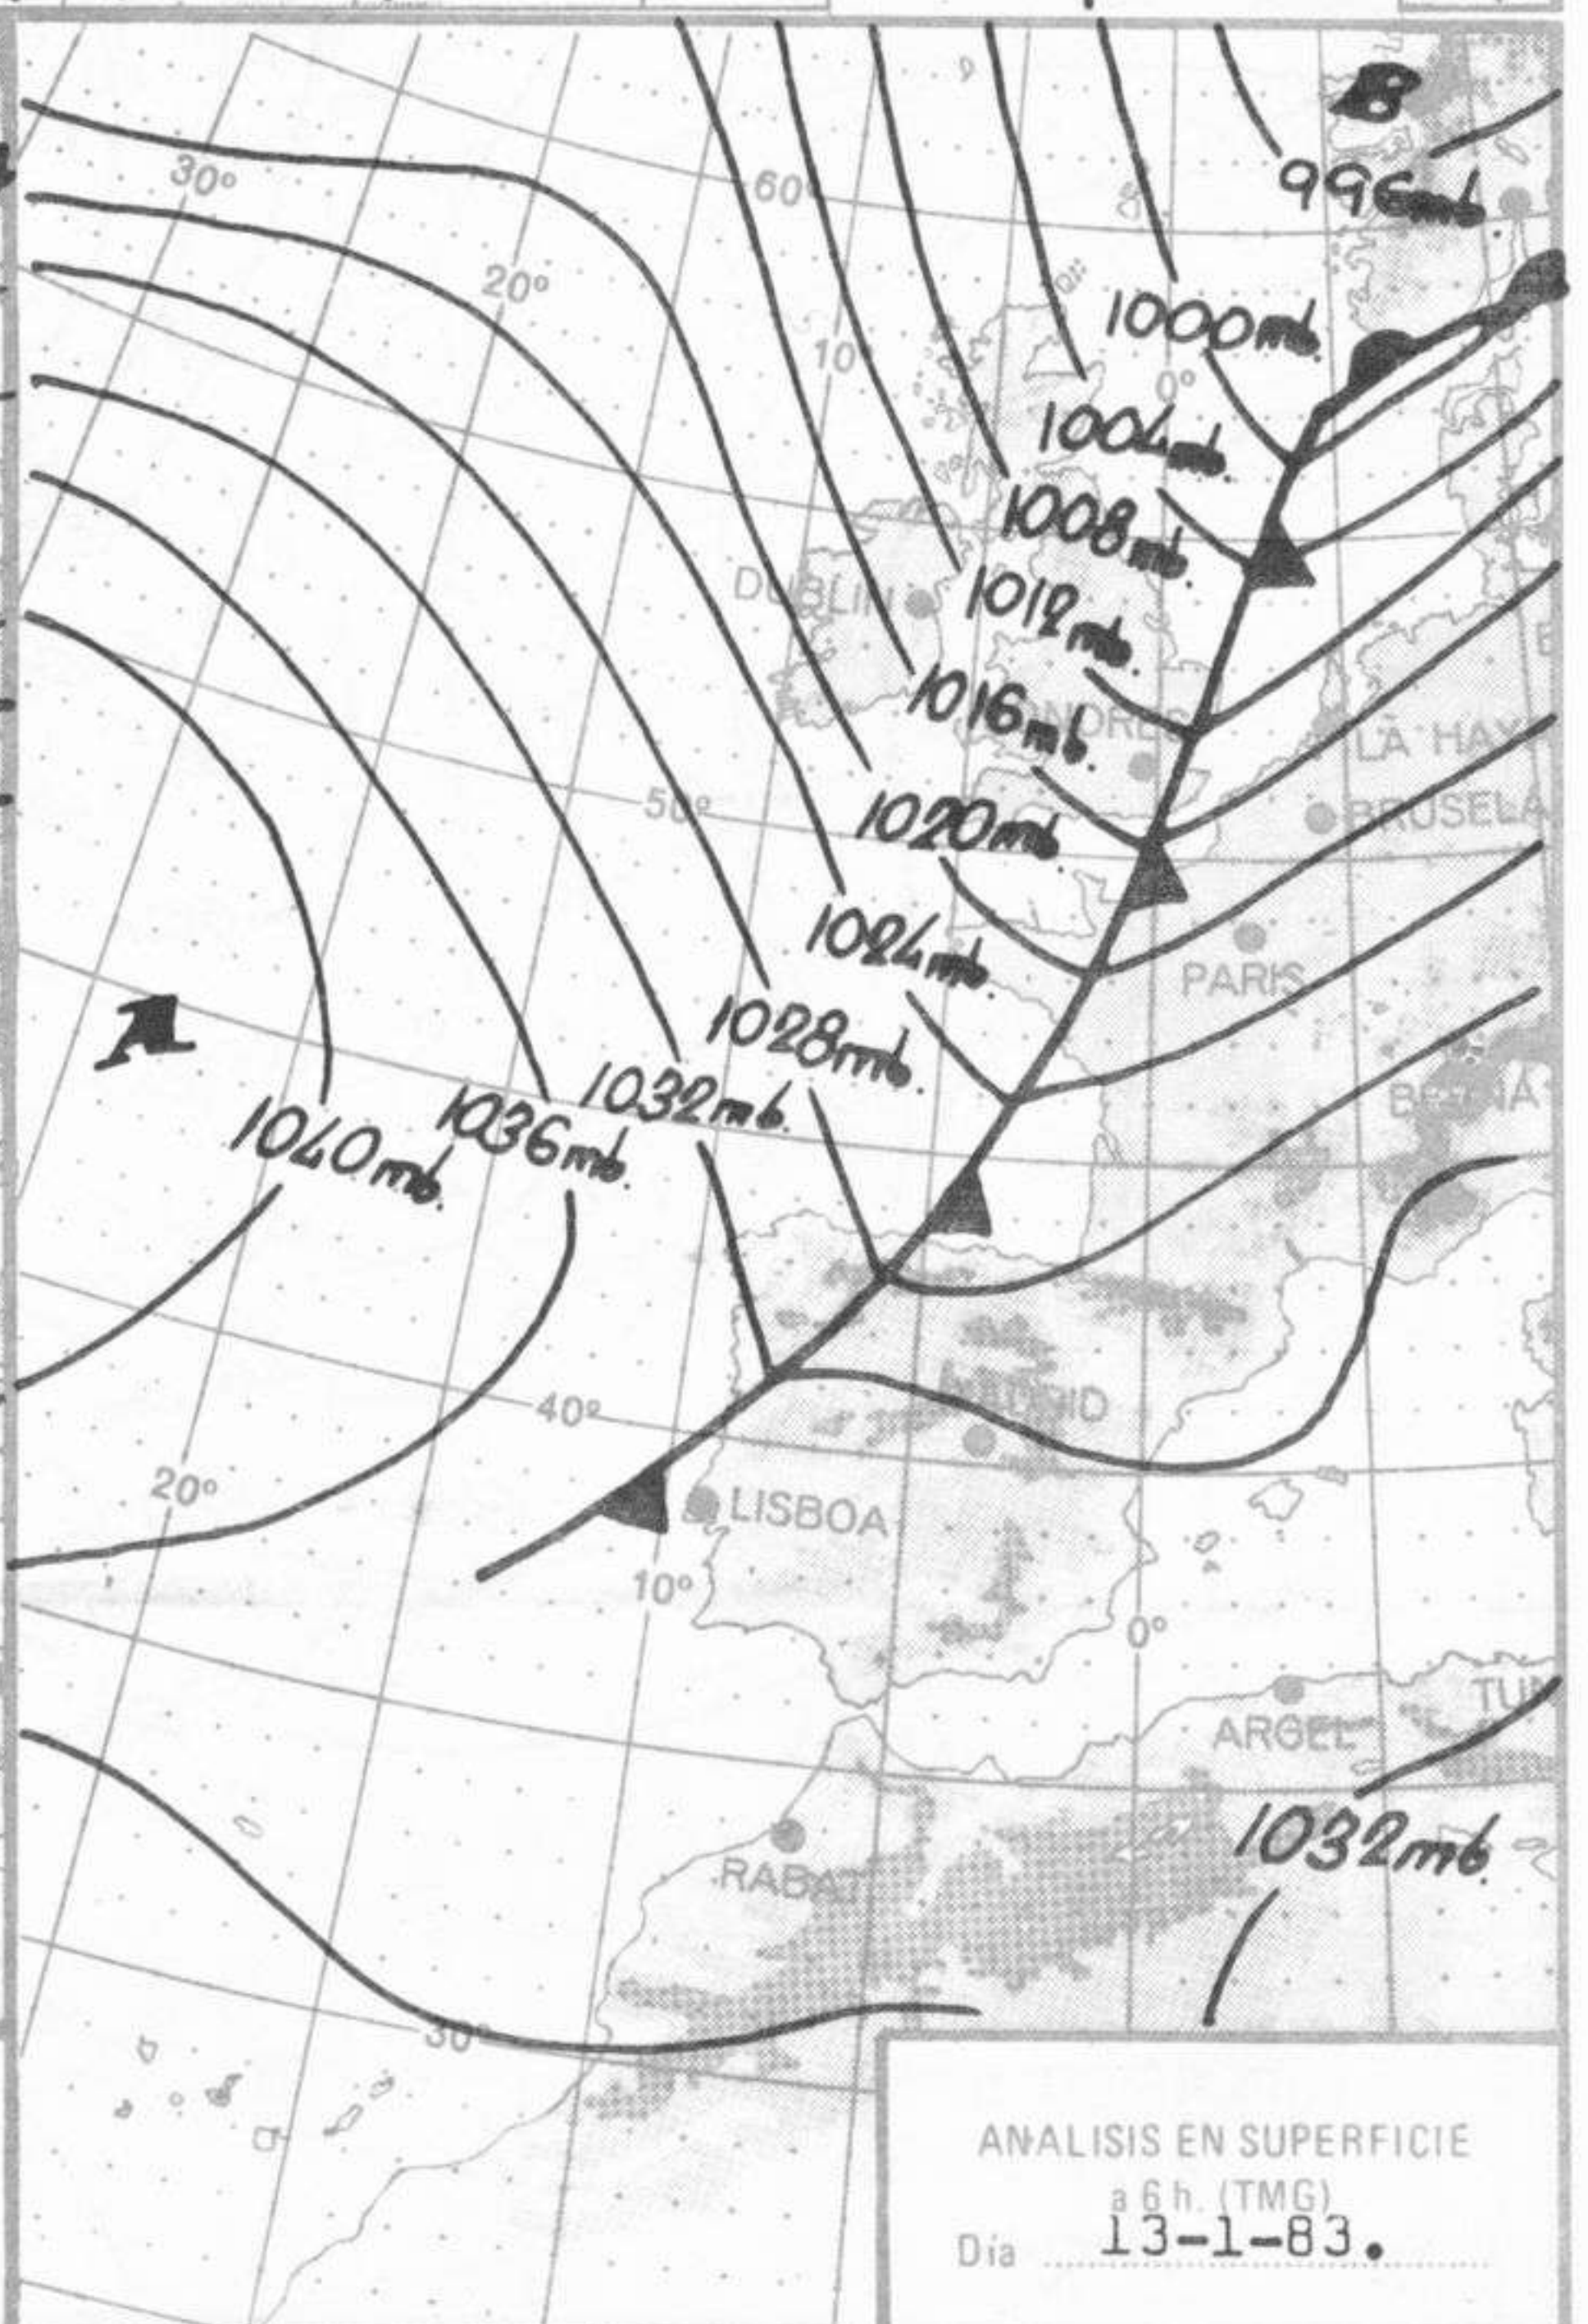 B
996mb.
30°
60°
20°
10°
1000mb.
0°
1004mb.
1008mb.
DUBLIN
1012mb.
1016mb.
LA HAY
50°
1020mb.
BRUSELA
1024mb.
PARIS
A
1028mb.
1032mb.
1036mb.
1040mb.
40°
MADRID
20°
LISBOA
10°
0°
ARGEL
TUN
1032mb.
RABAT
30°
ANALISIS EN SUPERFICIE
a 6 h. (TMG)
Dia 13-1-83.